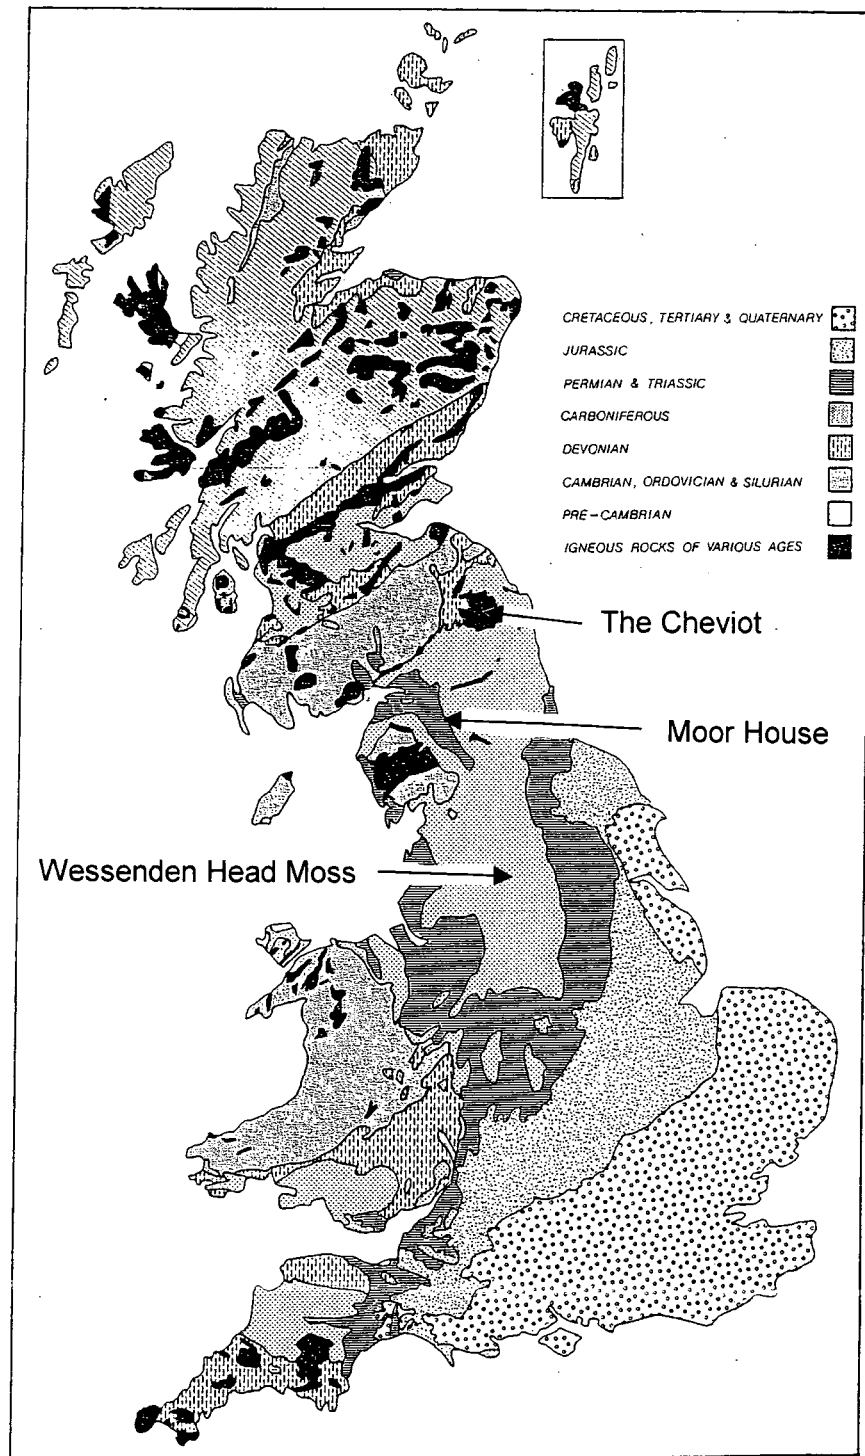 CRETACEOUS, TERTIARY & QUATERNARY
JURASSIC
PERMIAN & TRIASSIC
CARBONIFEROUS
DEVONIAN
CAMBRIAN, ORDOVICIAN & SILURIAN
PRE-CAMBRIAN
IGNEOUS ROCKS OF VARIOUS AGES
The Cheviot
Moor House
Wessenden Head Moss